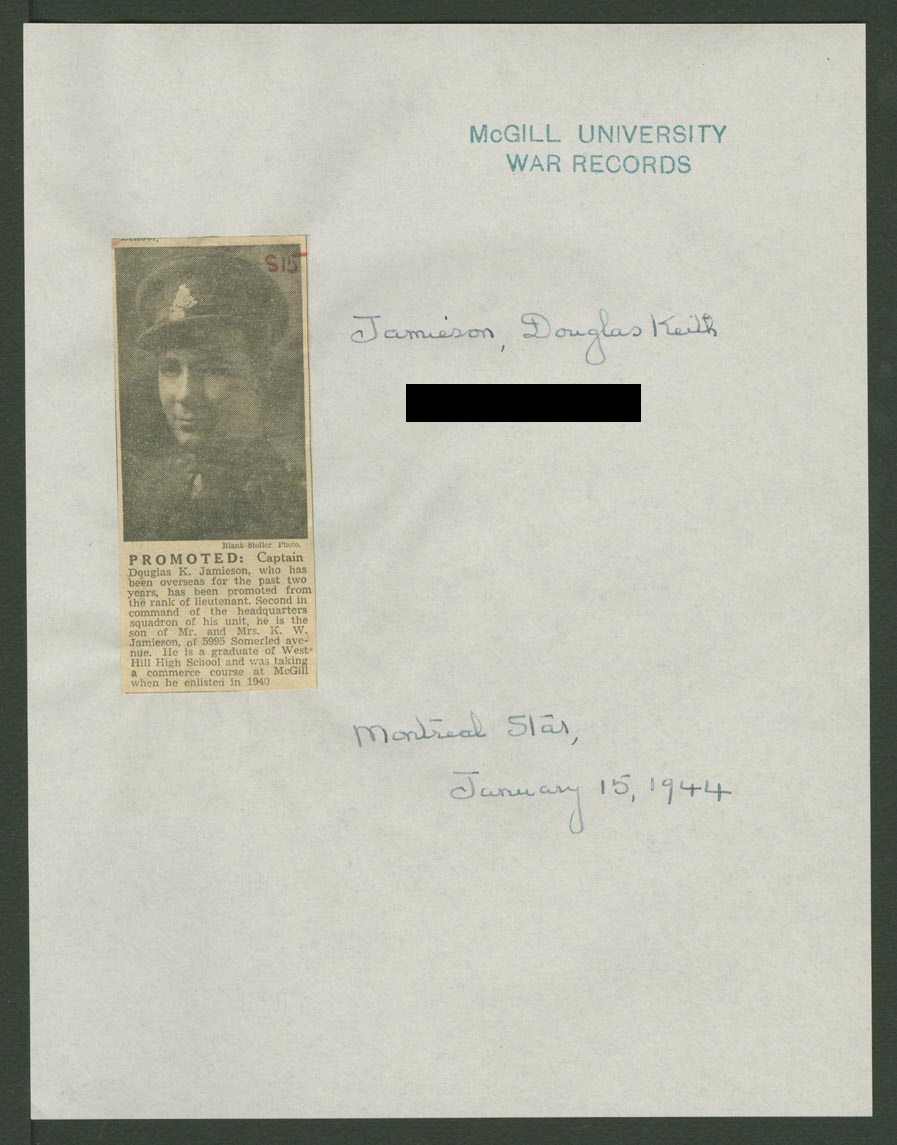 McGILL UNIVERSITY
WAR RECORDS
S15
Jamieson, Douglas Keith
Blank-Stoller Photo.
PROMOTED: Captain
Douglas K. Jamieson, who has
been overseas for the past two
years, has been promoted from
the rank of lieutenant. Second in
command of the headquarters
squadron of his unit, he is the
son of Mr. and Mrs. K. W.
Jamieson, of 5995 Somerled ave-
nue. He is a graduate of West
Hill High School and was taking
a commerce course at McGill
when he enlisted in 1940
Montreal Star,
January 15, 1944